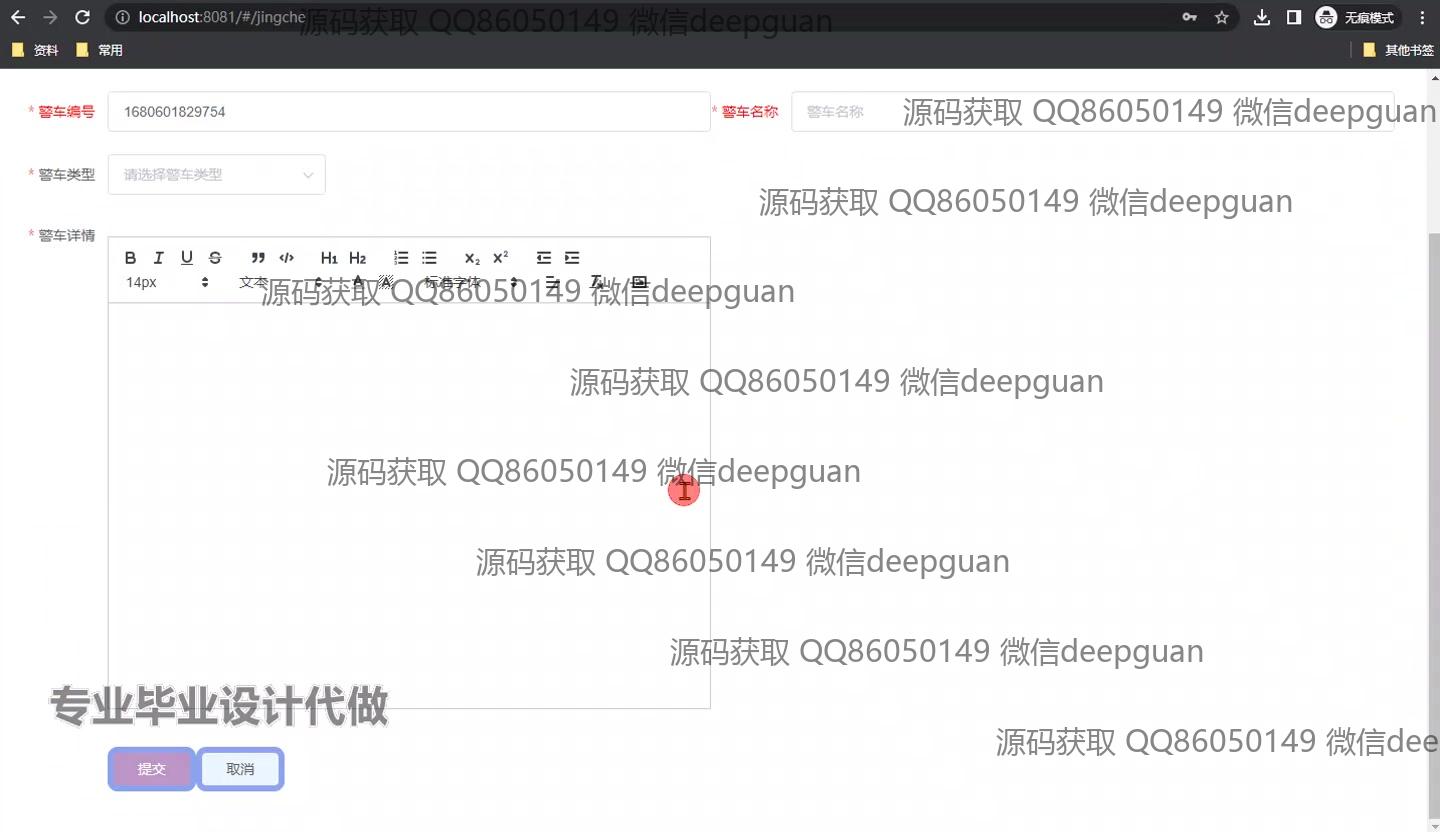 localhost:8081/#/jingche
源码获取 QQ86050149 微信deepguan
无痕模式
资料 常用 其他书签
* 警车编号 1680601829754 * 警车名称 警车名称
源码获取 QQ86050149 微信deepguan
* 警车类型 请选择警车类型
源码获取 QQ86050149 微信deepguan
* 警车详情
B I U S ” </> H1 H2 X₂ X²
14px 文本 A 标准字体
源码获取 QQ86050149 微信deepguan
源码获取 QQ86050149 微信deepguan
源码获取 QQ86050149 微信deepguan
源码获取 QQ86050149 微信deepguan
源码获取 QQ86050149 微信deepguan
专业毕业设计代做
源码获取 QQ86050149 微信dee
提交 取消